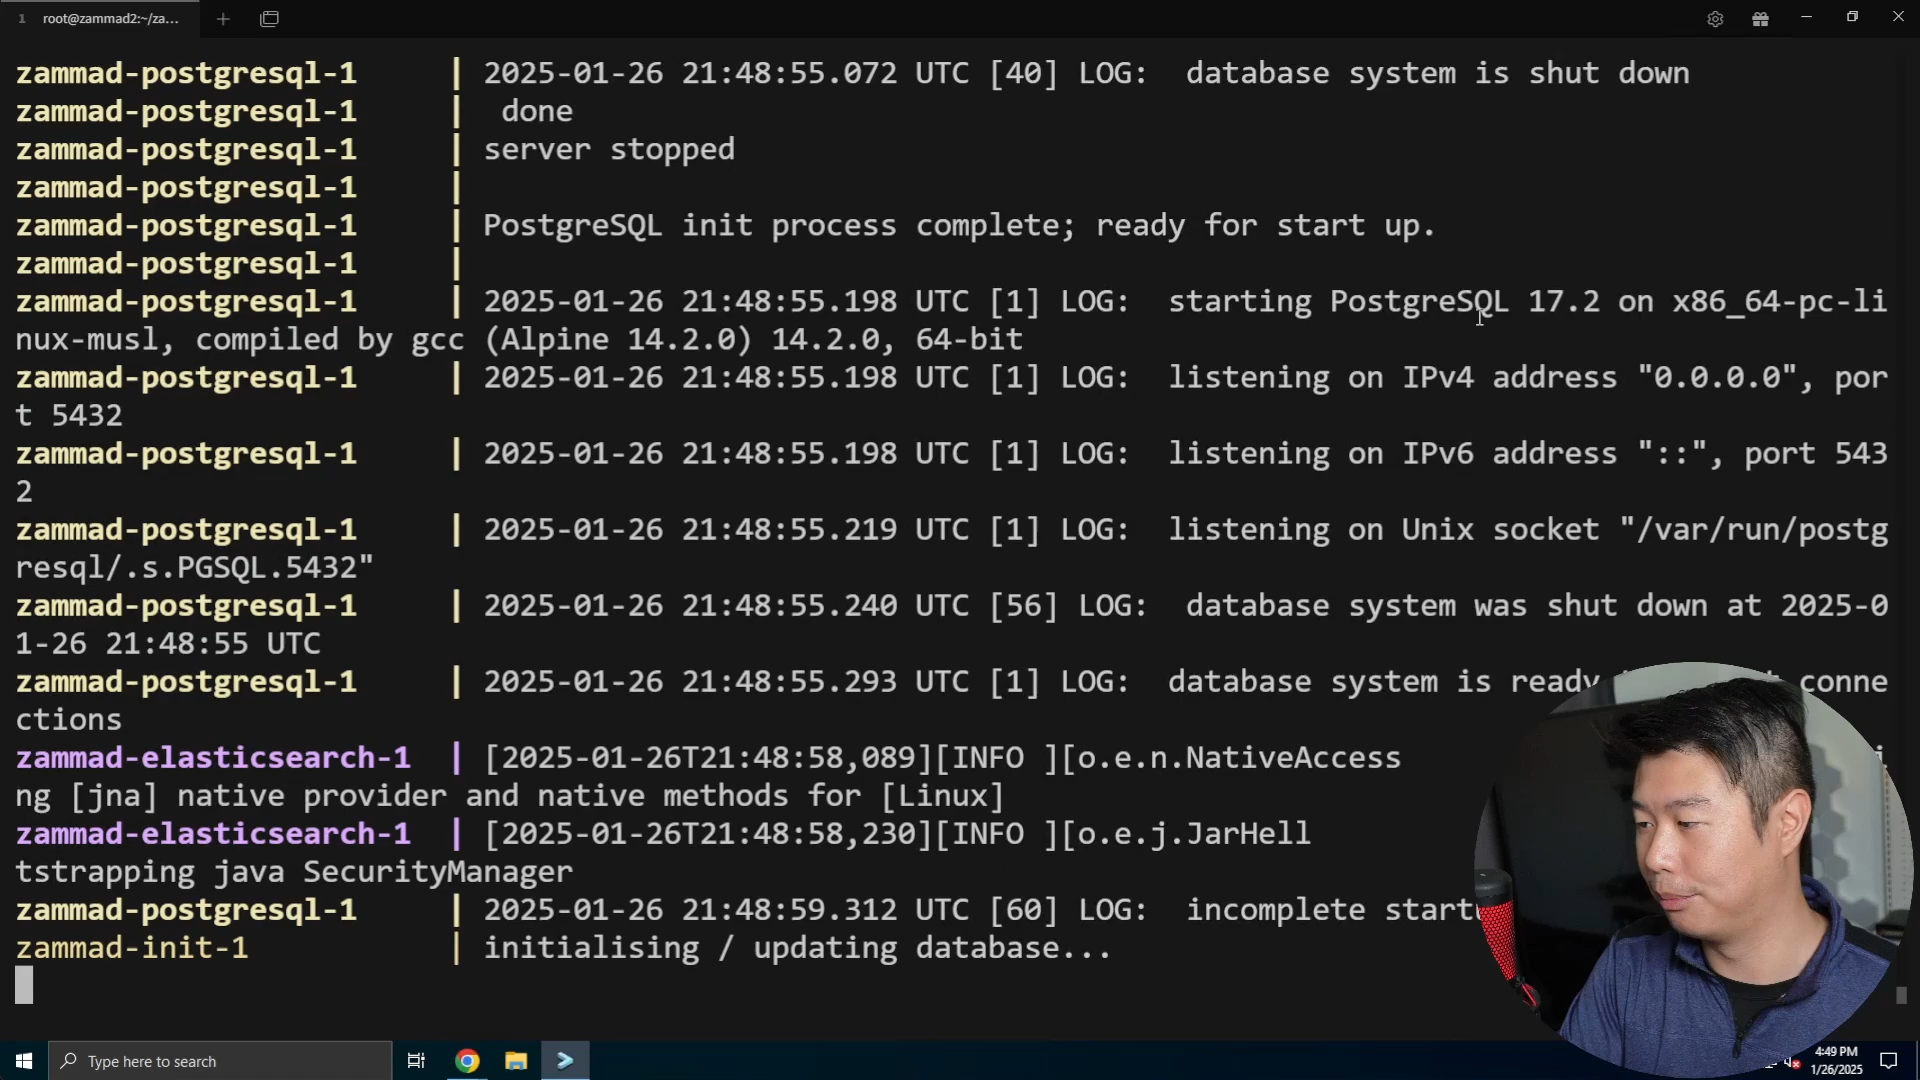 1 root@zammad2:~/za...
zammad-postgresql-1 | 2025-01-26 21:48:55.072 UTC [40] LOG: database system is shut down
zammad-postgresql-1 | done
zammad-postgresql-1 | server stopped
zammad-postgresql-1 |
zammad-postgresql-1 | PostgreSQL init process complete; ready for start up.
zammad-postgresql-1 |
zammad-postgresql-1 | 2025-01-26 21:48:55.198 UTC [1] LOG: starting PostgreSQL 17.2 on x86_64-pc-li
nux-musl, compiled by gcc (Alpine 14.2.0) 14.2.0, 64-bit
zammad-postgresql-1 | 2025-01-26 21:48:55.198 UTC [1] LOG: listening on IPv4 address "0.0.0.0", por
t 5432
zammad-postgresql-1 | 2025-01-26 21:48:55.198 UTC [1] LOG: listening on IPv6 address "::", port 543
2
zammad-postgresql-1 | 2025-01-26 21:48:55.219 UTC [1] LOG: listening on Unix socket "/var/run/postg
resql/.s.PGSQL.5432"
zammad-postgresql-1 | 2025-01-26 21:48:55.240 UTC [56] LOG: database system was shut down at 2025-0
1-26 21:48:55 UTC
zammad-postgresql-1 | 2025-01-26 21:48:55.293 UTC [1] LOG: database system is ready conne
ctions
zammad-elasticsearch-1 | [2025-01-26T21:48:58,089][INFO ][o.e.n.NativeAccess
ng [jna] native provider and native methods for [Linux]
zammad-elasticsearch-1 | [2025-01-26T21:48:58,230][INFO ][o.e.j.JarHell
tstrapping java SecurityManager
zammad-postgresql-1 | 2025-01-26 21:48:59.312 UTC [60] LOG: incomplete
zammad-init-1 | initialising / updating database...
Type here to search
4:49 PM
1/26/2025